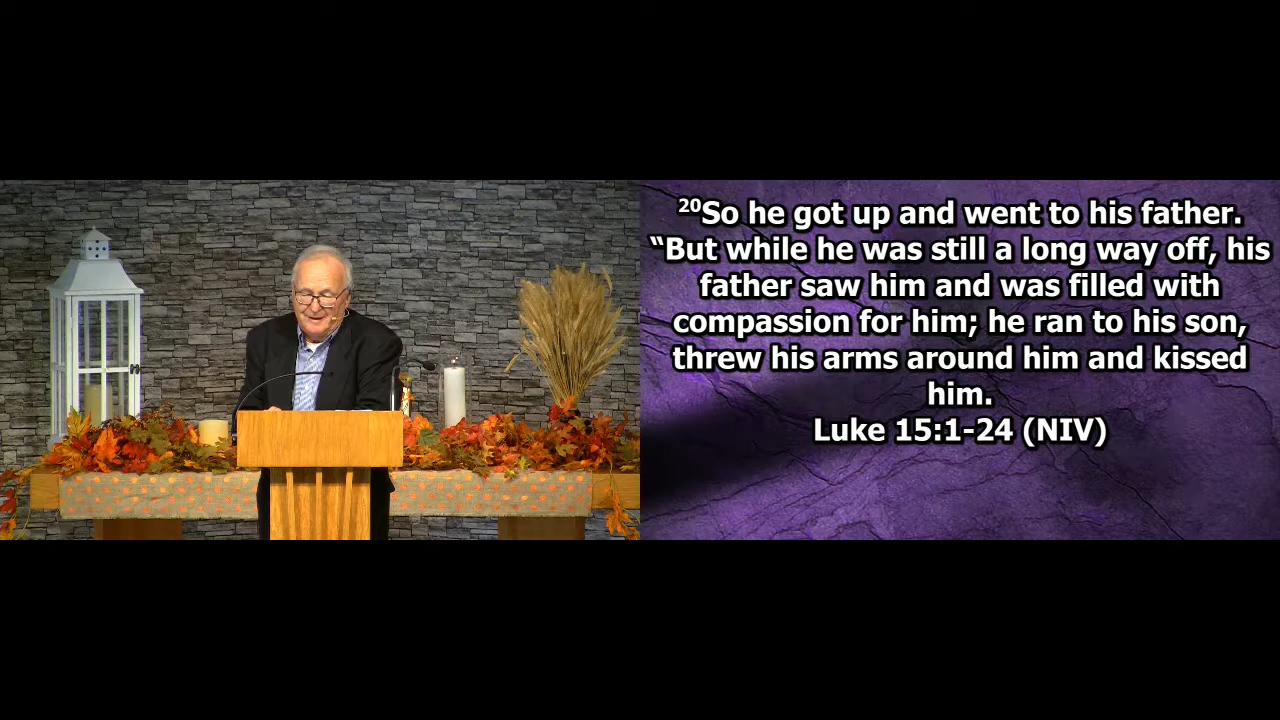 ²⁰So he got up and went to his father.
“But while he was still a long way off, his
father saw him and was filled with
compassion for him; he ran to his son,
threw his arms around him and kissed
him.
Luke 15:1-24 (NIV)